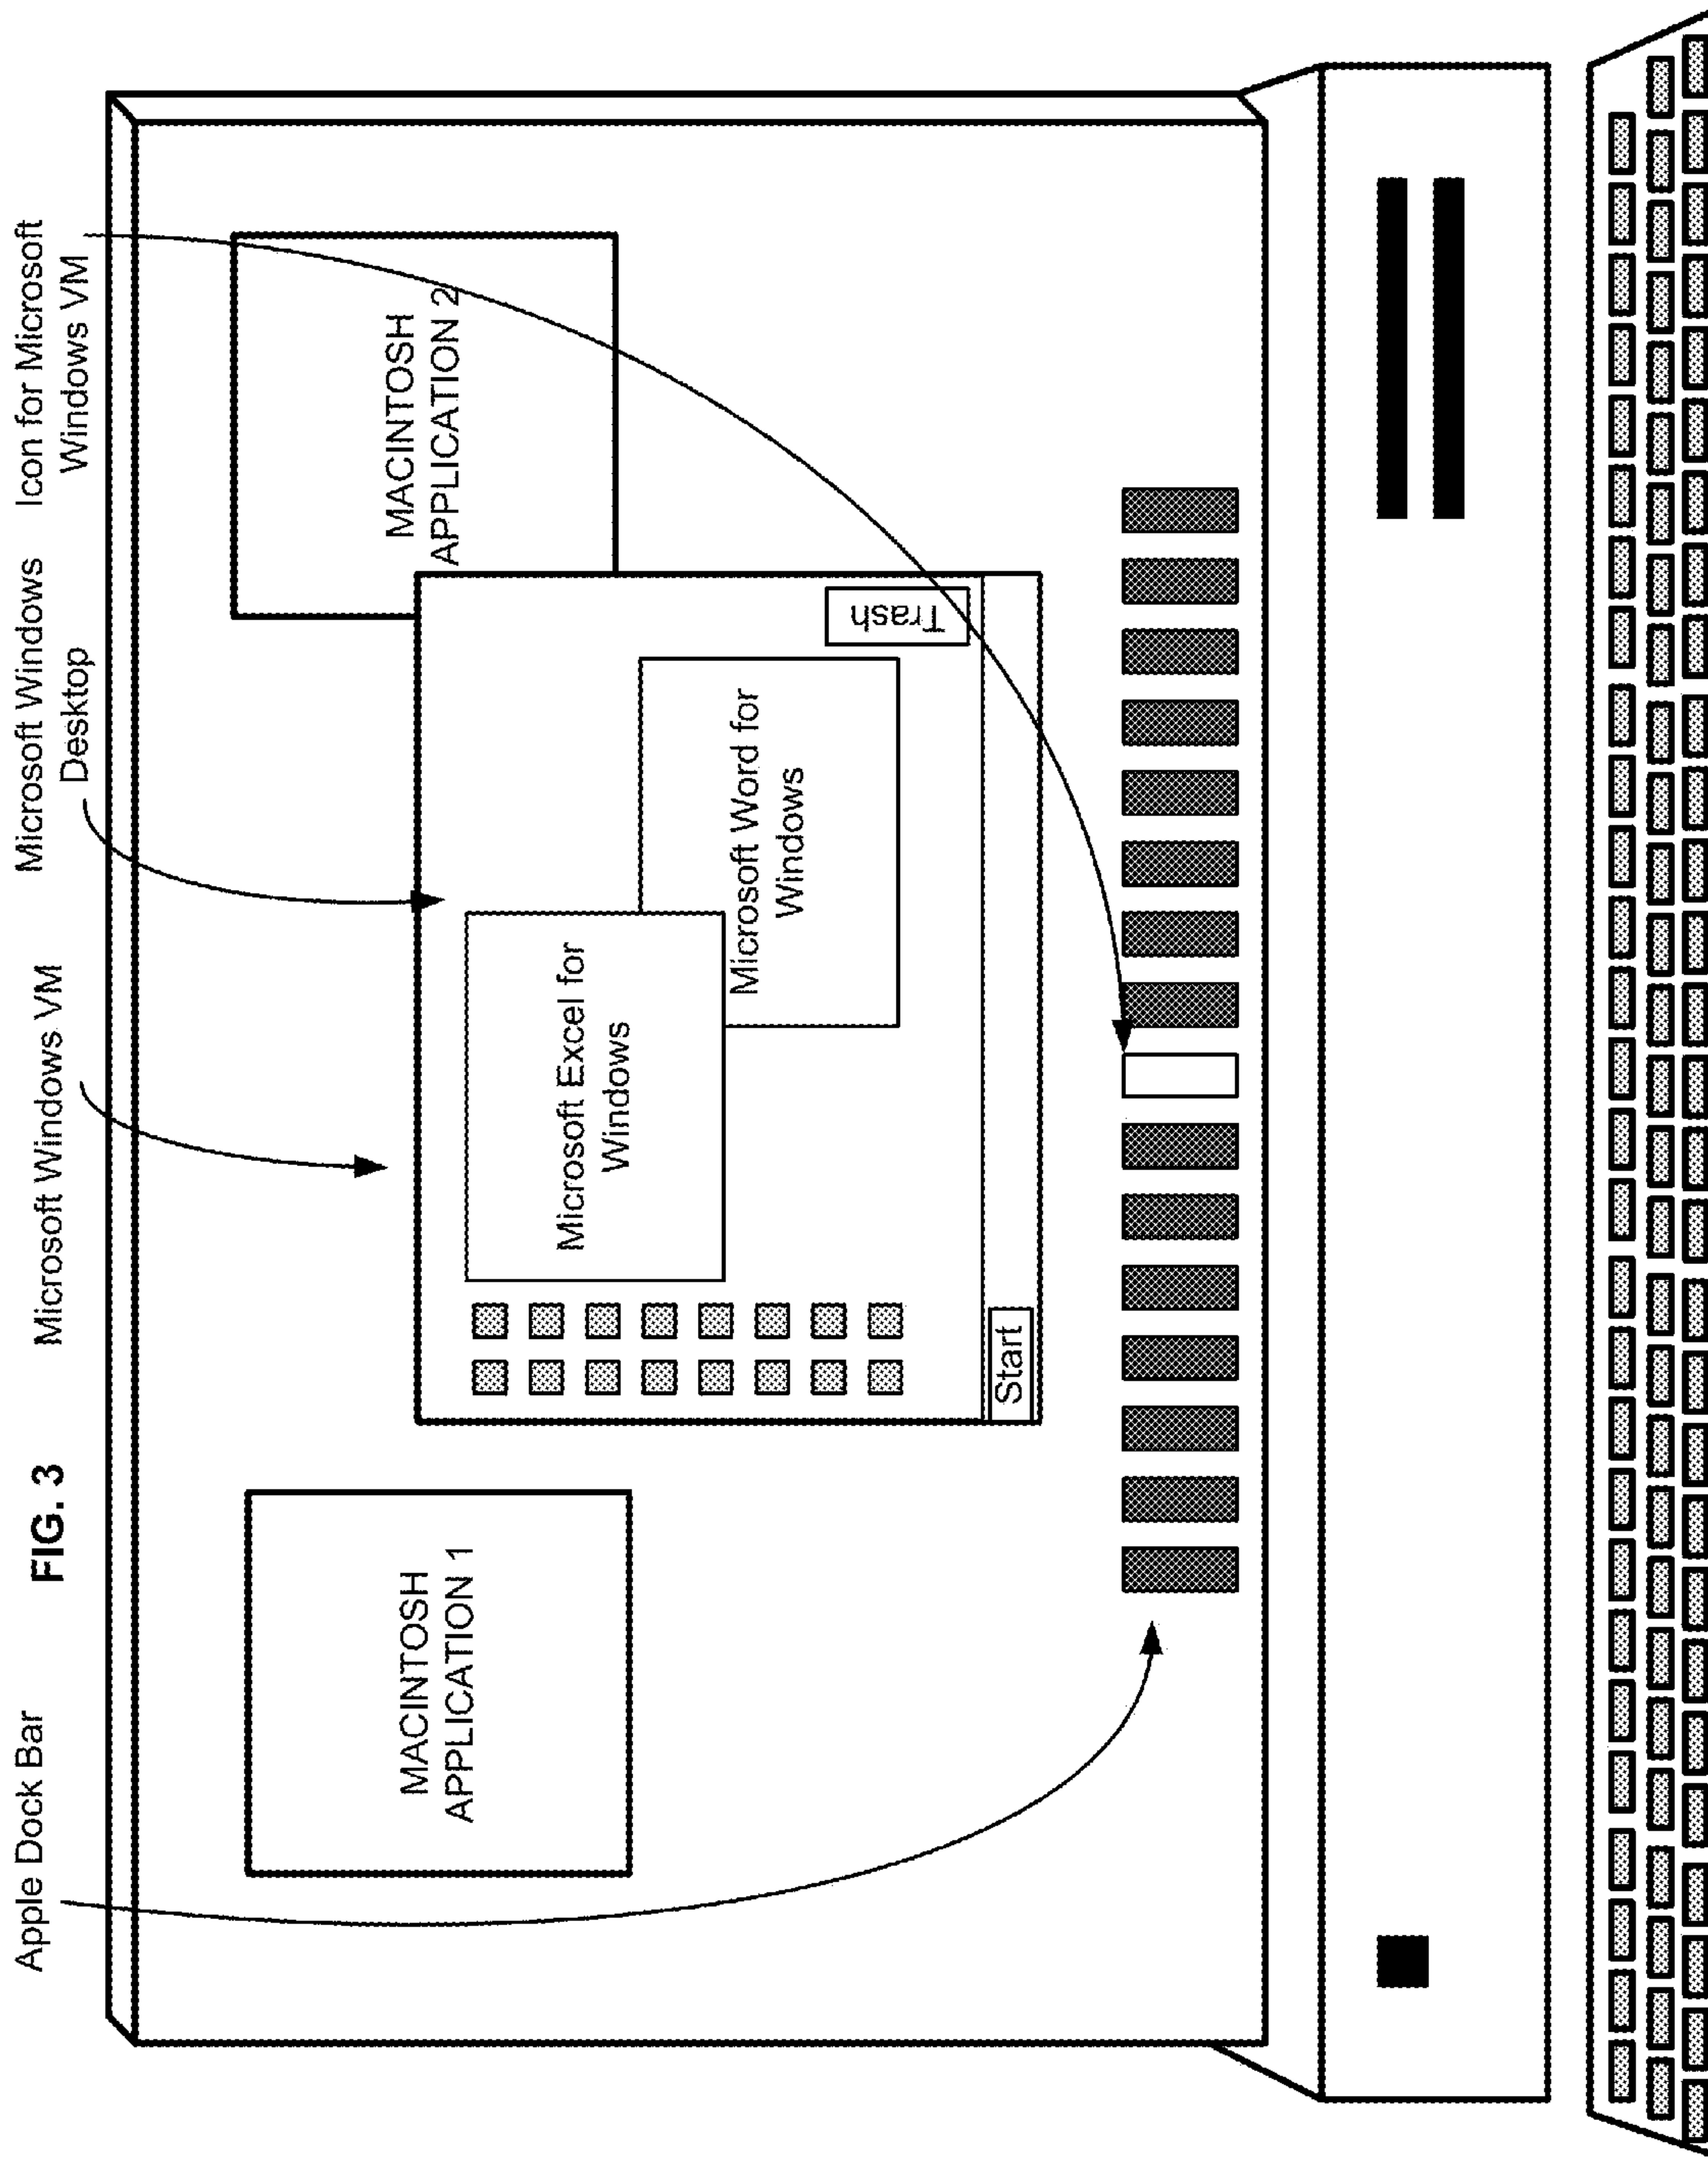 Apple Dock Bar
FIG. 3
Microsoft Windows VM
Microsoft Windows
Desktop
Icon for Microsoft
Windows VM
MACINTOSH
APPLICATION 1
MACINTOSH
APPLICATION 2
Microsoft Excel for
Windows
Microsoft Word for
Windows
Trash
Start